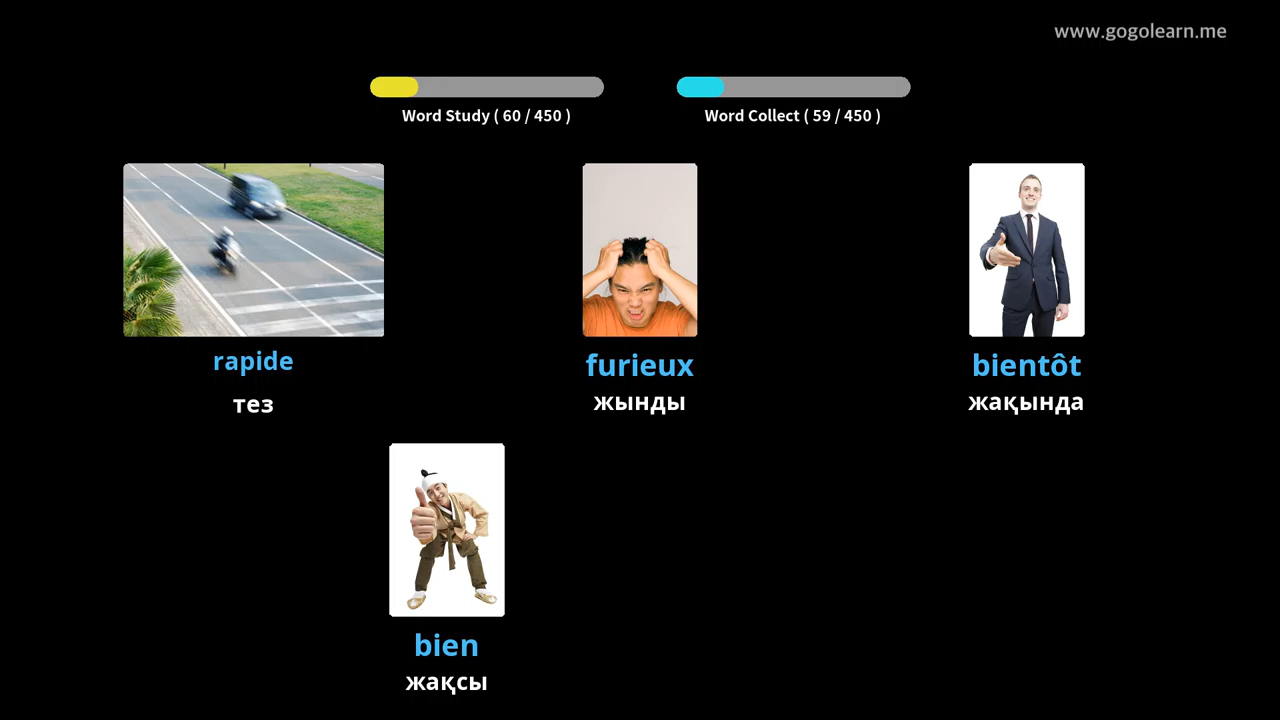 www.gogolearn.me
Word Study ( 60 / 450 )
Word Collect ( 59 / 450 )
rapide
тез
furieux
жынды
bientôt
жақында
bien
жақсы